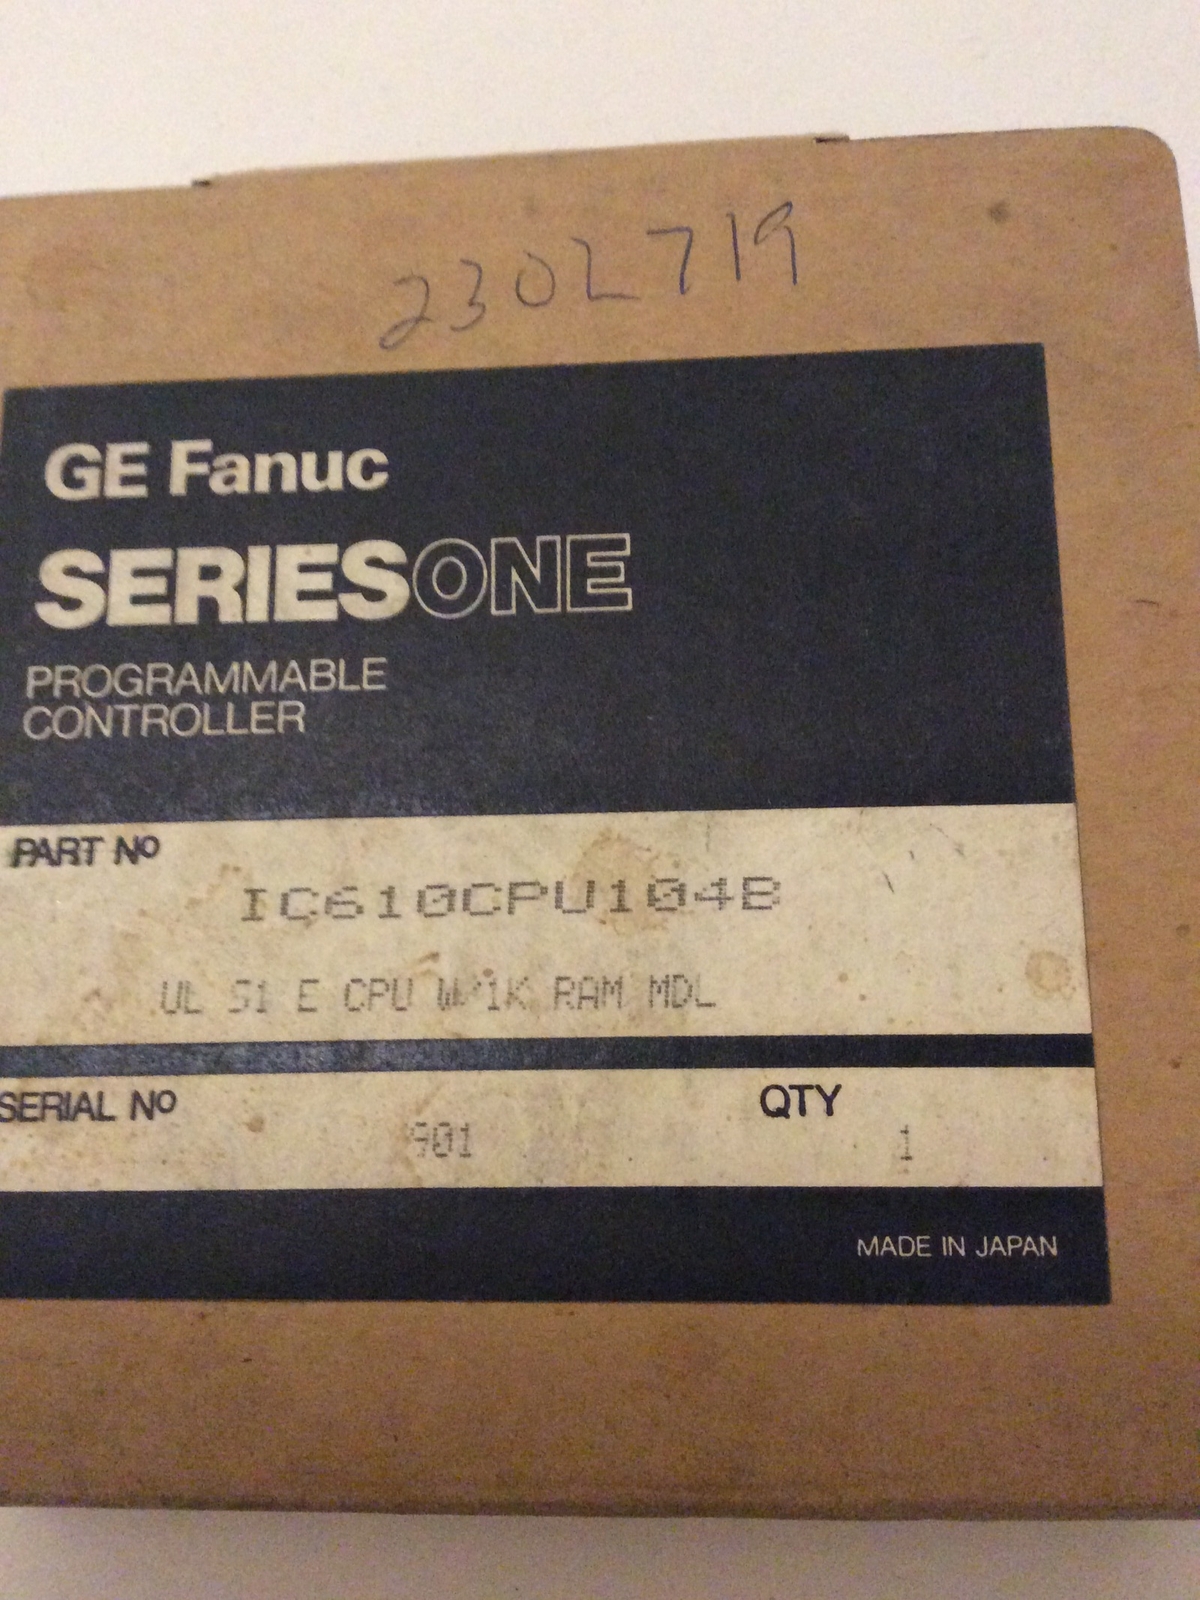 230L719
GE Fanuc
SERIESONE
PROGRAMMABLE
CONTROLLER
PART No
IC610CPU104B
UL S1 E CPU W/1K RAM MDL
SERIAL No
901
QTY
1
MADE IN JAPAN